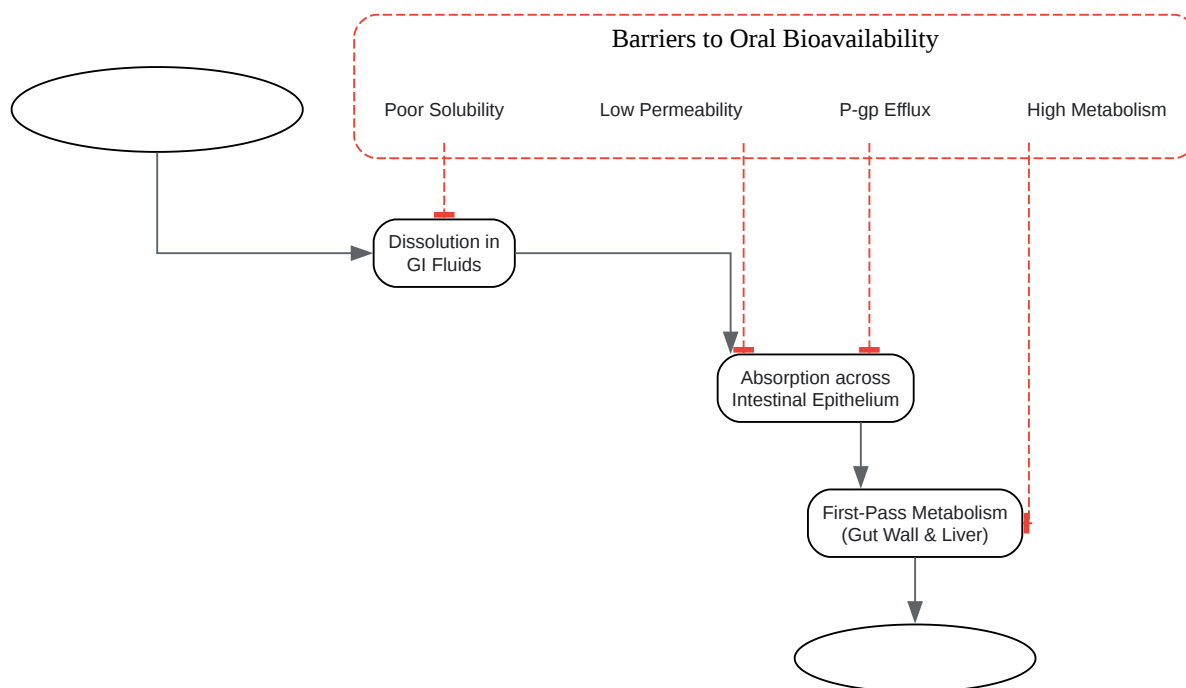 Barriers to Oral Bioavailability
Poor Solubility
Low Permeability
P-gp Efflux
High Metabolism
Dissolution in
GI Fluids
Absorption across
Intestinal Epithelium
First-Pass Metabolism
(Gut Wall & Liver)